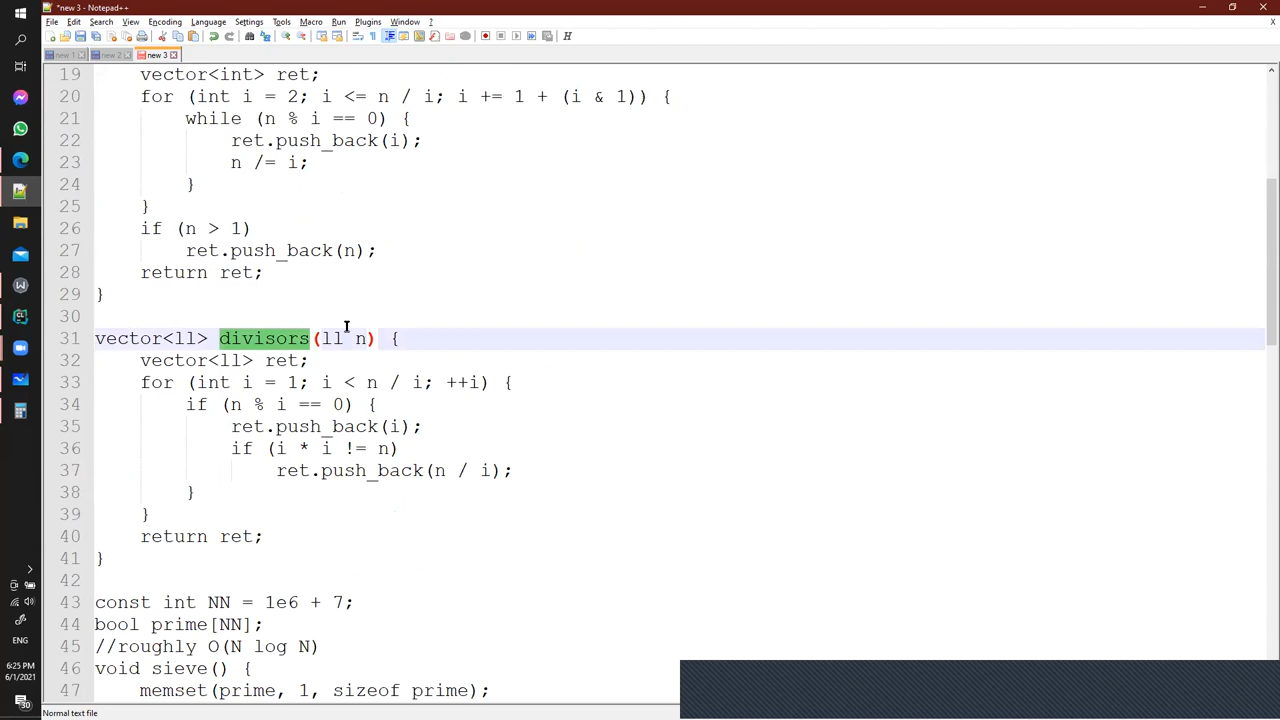 *new 3 - Notepad++
File Edit Search View Encoding Language Settings Tools Macro Run Plugins Window ?
new 1 new 2 new 3
19 vector<int> ret;
20 for (int i = 2; i <= n / i; i += 1 + (i & 1)) {
21 while (n % i == 0) {
22 ret.push_back(i);
23 n /= i;
24 }
25 }
26 if (n > 1)
27 ret.push_back(n);
28 return ret;
29 }
30
31 vector<ll> divisors(ll n) {
32 vector<ll> ret;
33 for (int i = 1; i < n / i; ++i) {
34 if (n % i == 0) {
35 ret.push_back(i);
36 if (i * i != n)
37 ret.push_back(n / i);
38 }
39 }
40 return ret;
41 }
42
43 const int NN = 1e6 + 7;
44 bool prime[NN];
45 //roughly O(N log N)
46 void sieve() {
47 memset(prime, 1, sizeof prime);
ENG
6:25 PM
6/1/2021
30
Normal text file